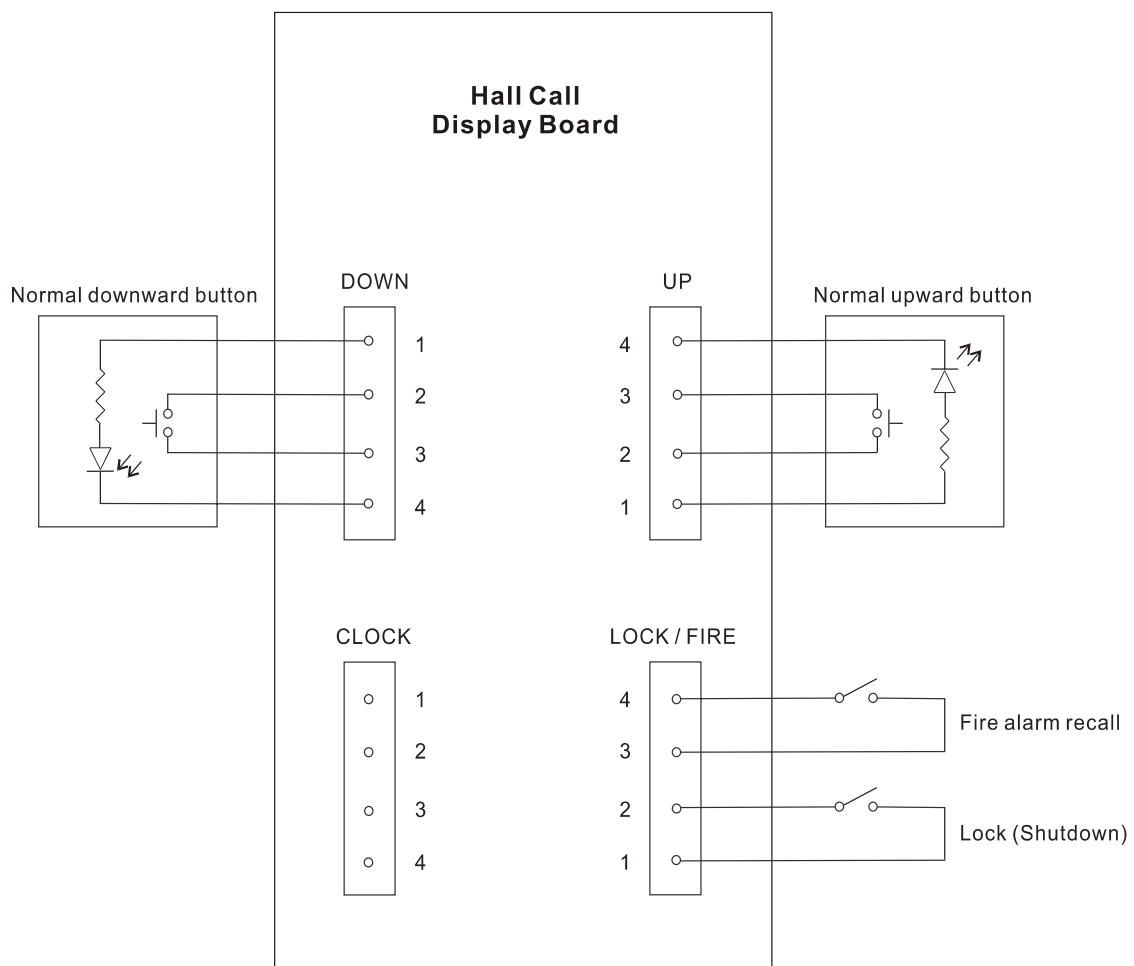 Hall Call
Display Board
DOWN
UP
Normal downward button
Normal upward button
1
2
3
4
4
3
2
1
CLOCK
LOCK / FIRE
1
2
3
4
4
3
2
1
Fire alarm recall
Lock (Shutdown)